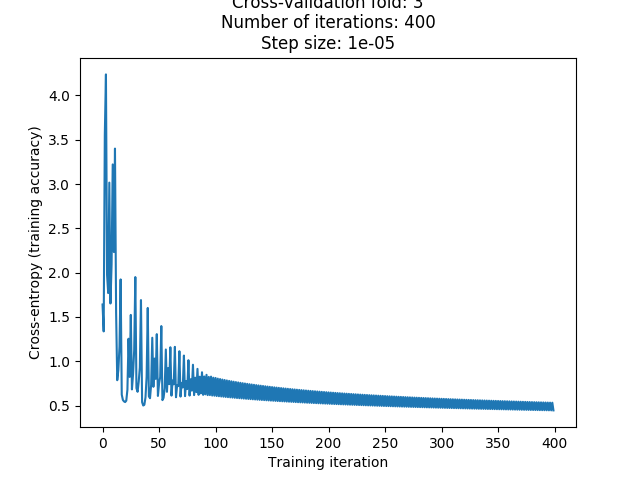 Cross-validation fold: 3
Number of iterations: 400
Step size: 1e-05
Cross-entropy (training accuracy)
4.0
3.5
3.0
2.5
2.0
1.5
1.0
0.5
0 50 100 150 200 250 300 350 400
Training iteration